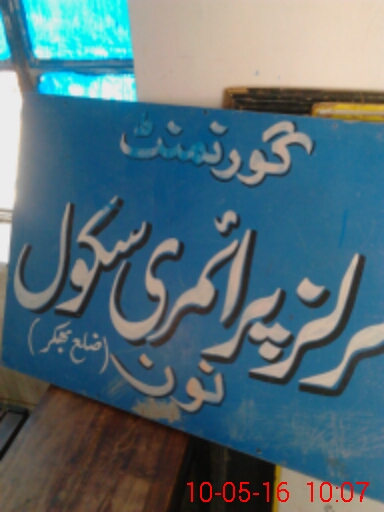 گورنمنٹ
گرلز پرائمری سکول
نون (ضلع بھکر)
10-05-16 10:07